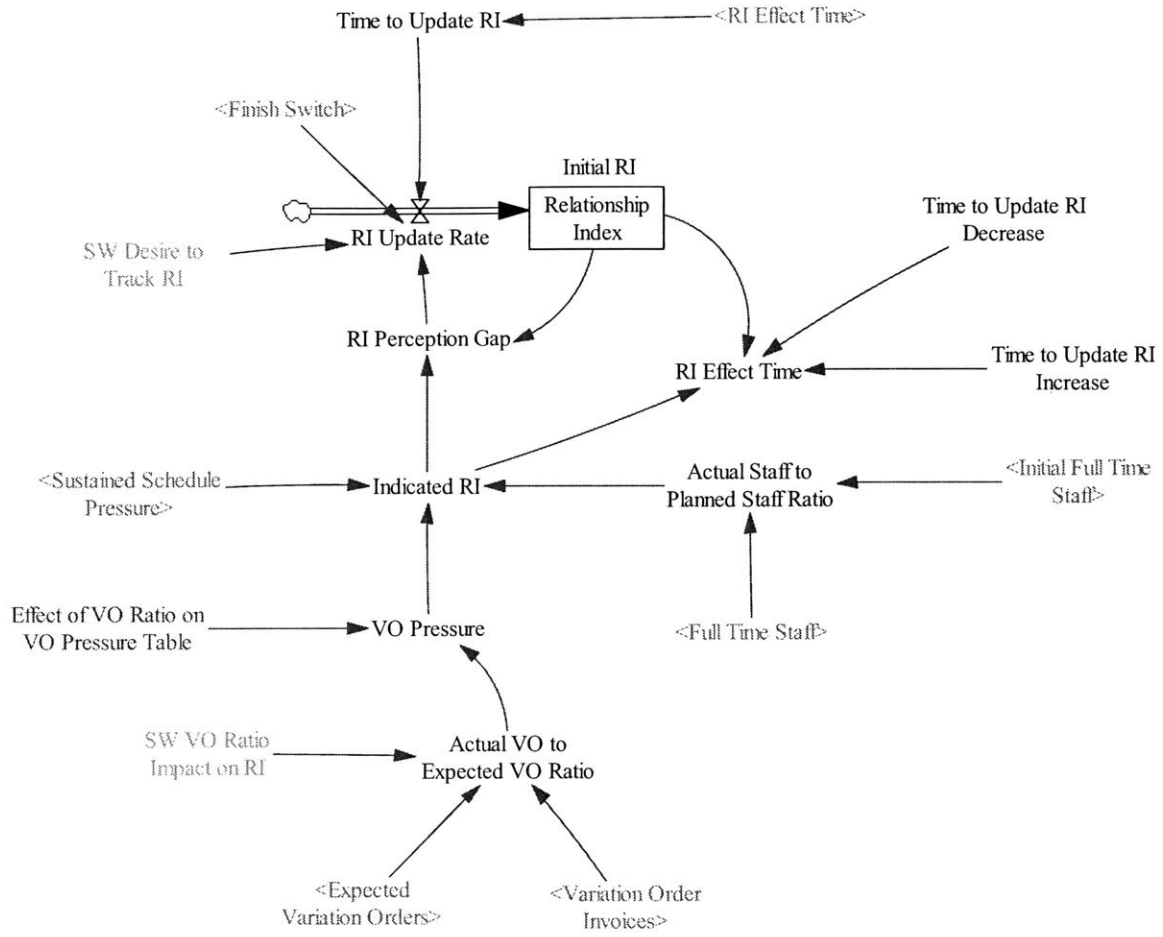 Time to Update RI
<RI Effect Time>
<Finish Switch>
Initial RI
Relationship
Index
Time to Update RI
Decrease
RI Update Rate
SW Desire to
Track RI
RI Perception Gap
RI Effect Time
Time to Update RI
Increase
<Sustained Schedule
Pressure>
Indicated RI
Actual Staff to
Planned Staff Ratio
<Initial Full Time
Staff>
Effect of VO Ratio on
VO Pressure Table
VO Pressure
<Full Time Staff>
SW VO Ratio
Impact on RI
Actual VO to
Expected VO Ratio
<Expected
Variation Orders>
<Variation Order
Invoices>